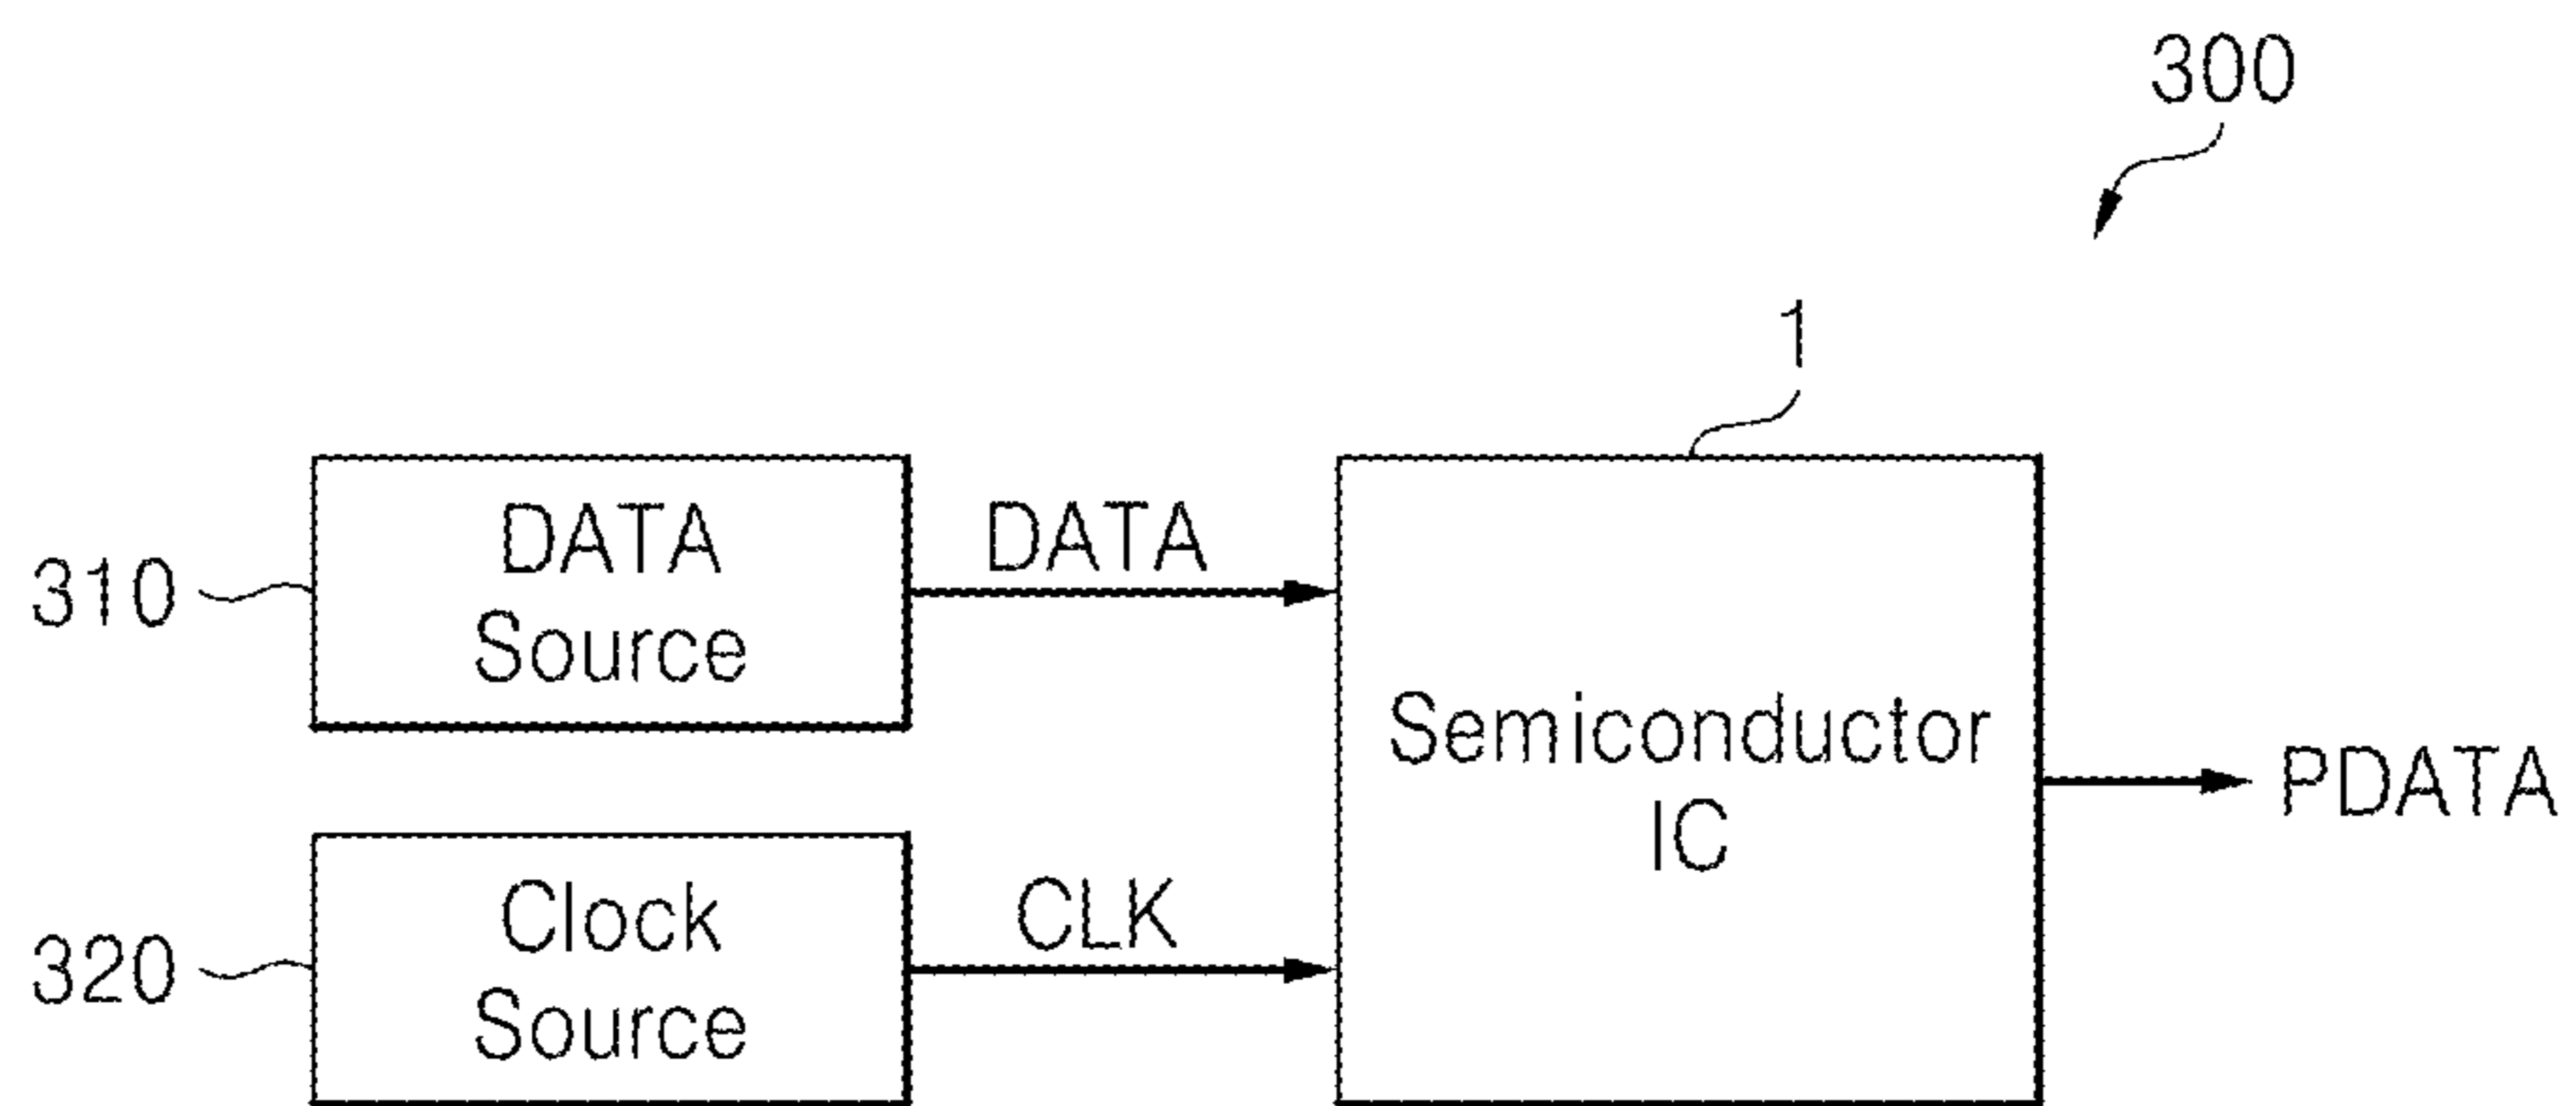 300
1
310
DATA
Source
DATA
Semiconductor
IC
PDATA
320
Clock
Source
CLK